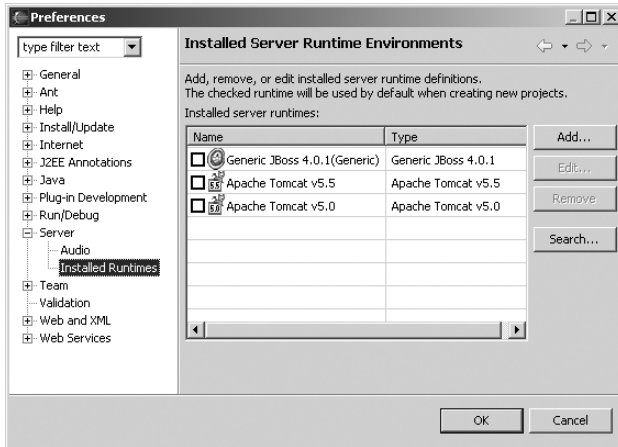 Preferences
type filter text
General
Ant
Help
Install/Update
Internet
J2EE Annotations
Java
Plug-in Development
Run/Debug
Server
Audio
Installed Runtimes
Team
Validation
Web and XML
Web Services
Installed Server Runtime Environments
Add, remove, or edit installed server runtime definitions.
The checked runtime will be used by default when creating new projects.
Installed server runtimes:
Name Type
Generic JBoss 4.0.1(Generic) Generic JBoss 4.0.1
5.5 Apache Tomcat v5.5 Apache Tomcat v5.5
5.0 Apache Tomcat v5.0 Apache Tomcat v5.0
Add...
Edit...
Remove
Search...
OK Cancel